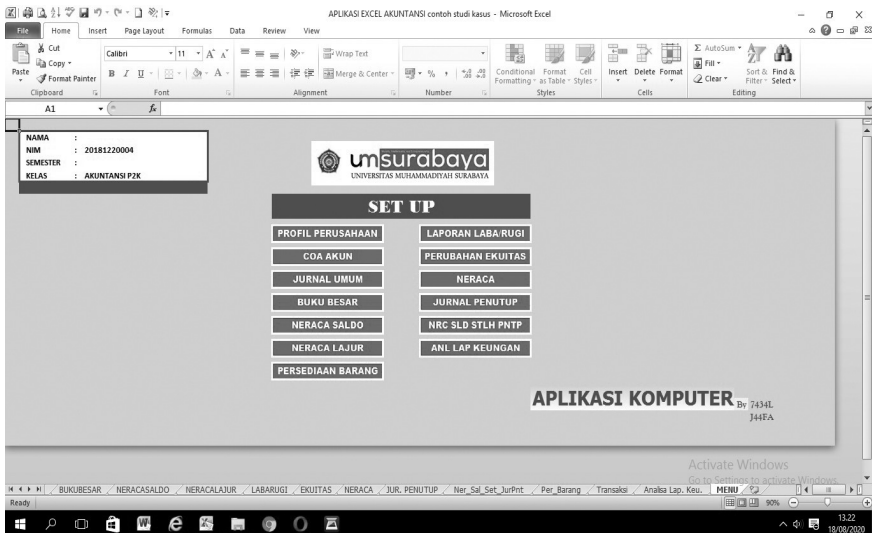 APLIKASI EXCEL AKUNTANSI contoh studi kasus - Microsoft Excel
File Home Insert Page Layout Formulas Data Review View
Cut
Copy
Format Painter
Paste
Clipboard
Calibri 11
B I U
Font
Wrap Text
Merge & Center
Alignment
%
Number
Conditional Formatting
Format as Table
Cell Styles
Styles
Insert Delete Format
Cells
Σ AutoSum
Fill
Clear
Sort & Filter
Find & Select
Editing
A1 fx
NAMA :
NIM : 20181220004
SEMESTER :
KELAS : AKUNTANSI P2K
umsurabaya
UNIVERSITAS MUHAMMADIYAH SURABAYA
SET UP
PROFIL PERUSAHAAN LAPORAN LABA/RUGI
COA AKUN PERUBAHAN EKUITAS
JURNAL UMUM NERACA
BUKU BESAR JURNAL PENUTUP
NERACA SALDO NRC SLD STLH PNTP
NERACA LAJUR ANL LAP KEUNGAN
PERSEDIAAN BARANG
APLIKASI KOMPUTER By 7434L
J44FA
Activate Windows
Go to Settings to activate Windows.
BUKUBESAR NERACASALDO NERACALAJUR LABARUGI EKUITAS NERACA JUR. PENUTUP Ner_Sal_Set_JurPnt Per_Barang Transaksi Analisa Lap. Keu. MENU
Ready 90%
13.22
18/08/2020